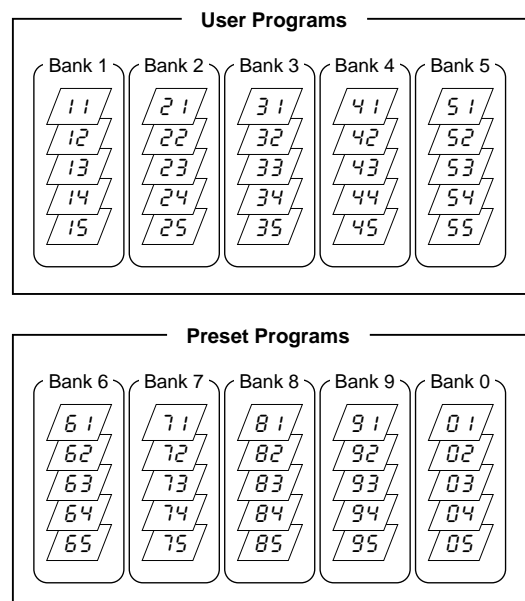 User Programs
Bank 1 Bank 2 Bank 3 Bank 4 Bank 5
11 21 31 41 51
12 22 32 42 52
13 23 33 43 53
14 24 34 44 54
15 25 35 45 55
Preset Programs
Bank 6 Bank 7 Bank 8 Bank 9 Bank 0
61 71 81 91 01
62 72 82 92 02
63 73 83 93 03
64 74 84 94 04
65 75 85 95 05